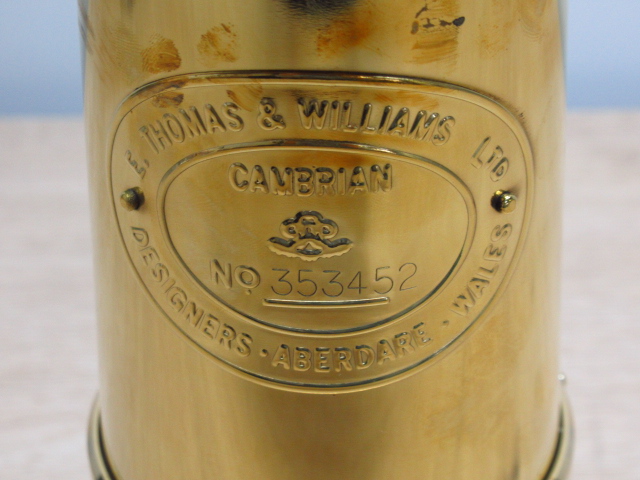 E. THOMAS & WILLIAMS LTD
CAMBRIAN
NO 353452
DESIGNERS · ABERDARE · WALES